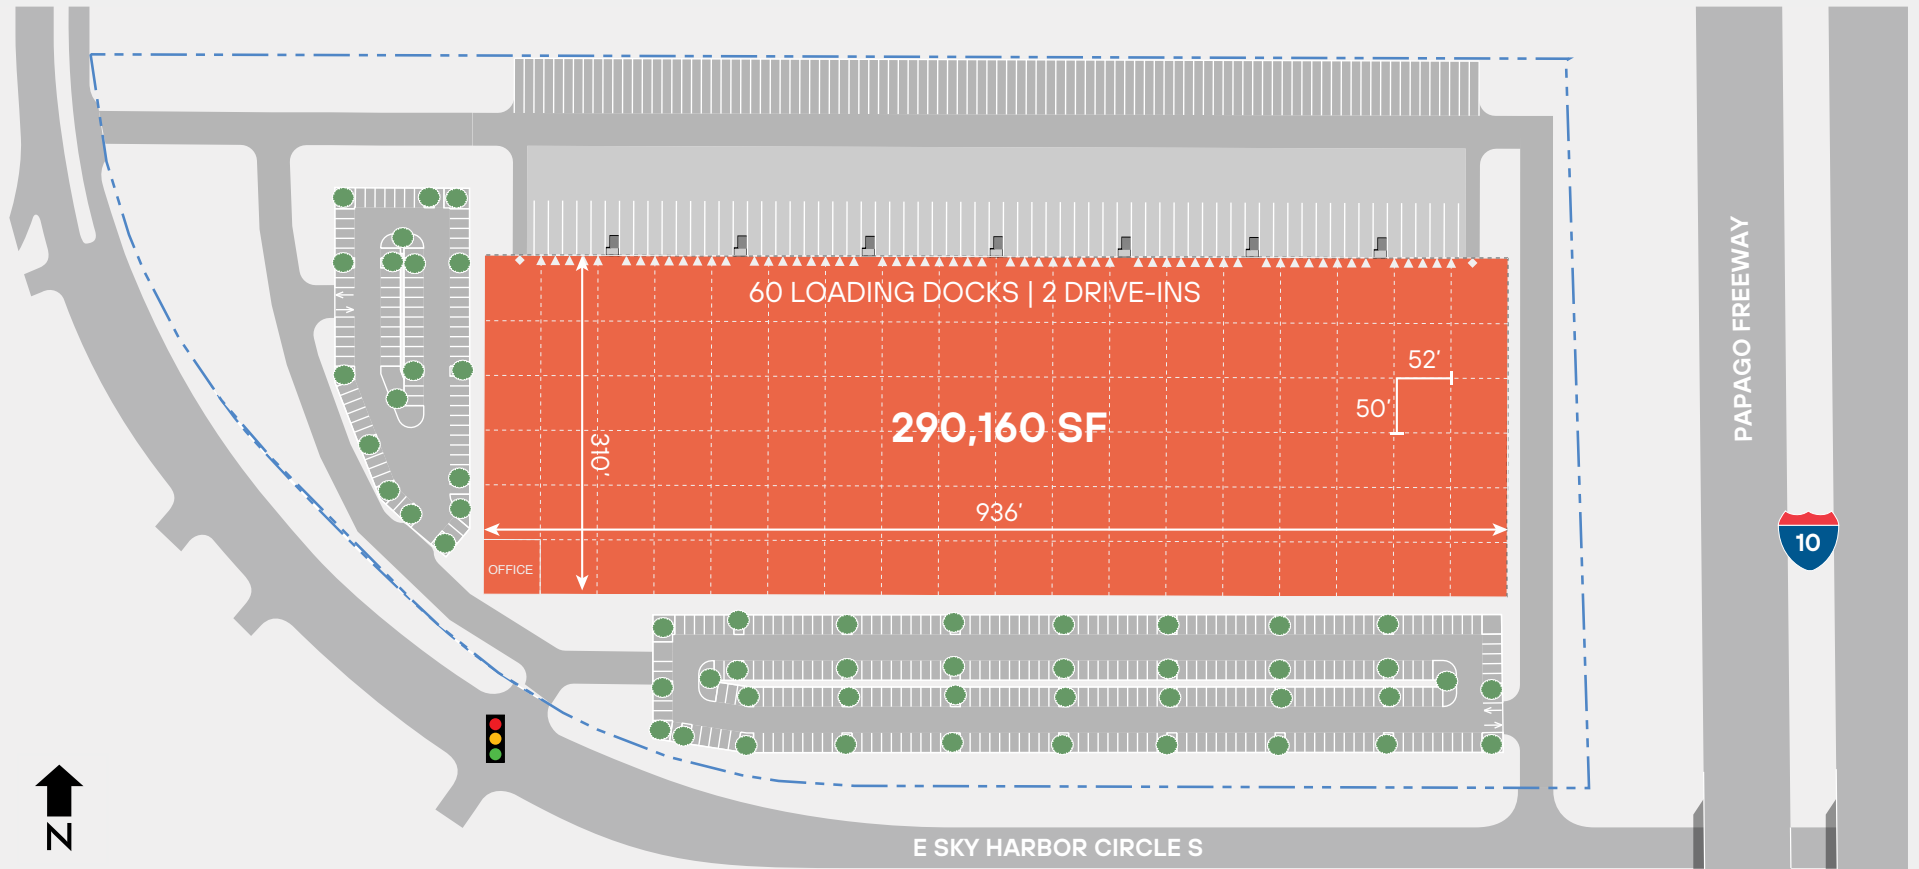 60 LOADING DOCKS | 2 DRIVE-INS
52’
50’
290,160 SF
310’
936’
OFFICE
PAPAGO FREEWAY
10
N
E SKY HARBOR CIRCLE S